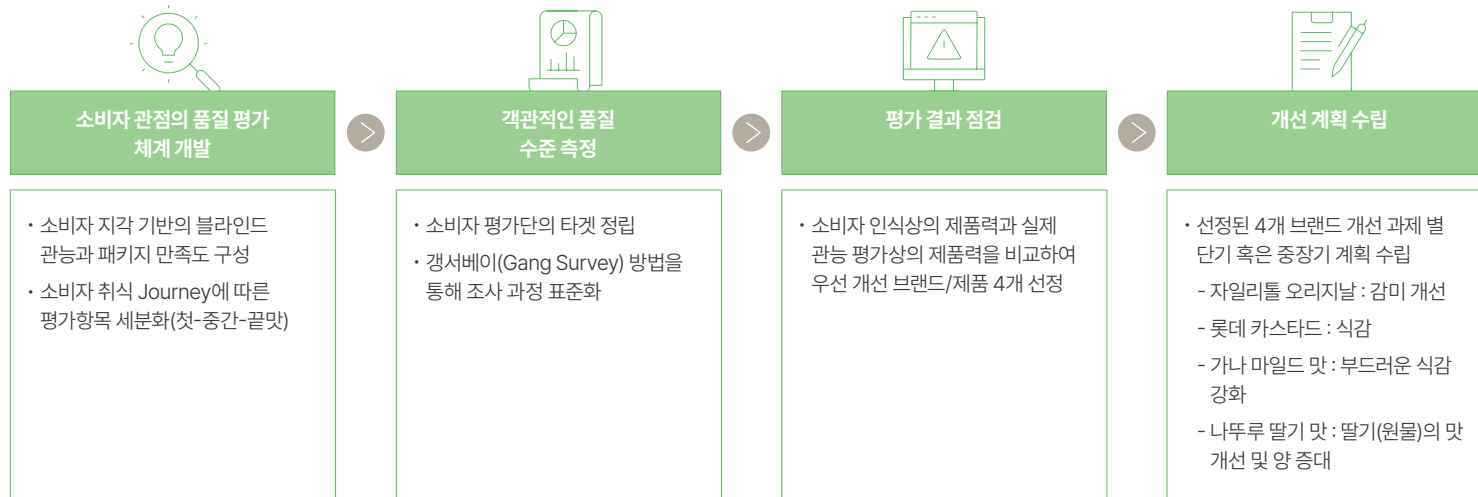 소비자 관점의 품질 평가
체계 개발
객관적인 품질
수준 측정
평가 결과 점검
개선 계획 수립
· 소비자 지각 기반의 블라인드
관능과 패키지 만족도 구성
· 소비자 취식 Journey에 따른
평가항목 세분화(첫-중간-끝맛)
· 소비자 평가단의 타겟 정립
· 갱서베이(Gang Survey) 방법을
통해 조사 과정 표준화
· 소비자 인식상의 제품력과 실제
관능 평가상의 제품력을 비교하여
우선 개선 브랜드/제품 4개 선정
· 선정된 4개 브랜드 개선 과제 별
단기 혹은 중장기 계획 수립
- 자일리톨 오리지날 : 감미 개선
- 롯데 카스타드 : 식감
- 가나 마일드 맛 : 부드러운 식감
강화
- 나뚜루 딸기 맛 : 딸기(원물)의 맛
개선 및 양 증대